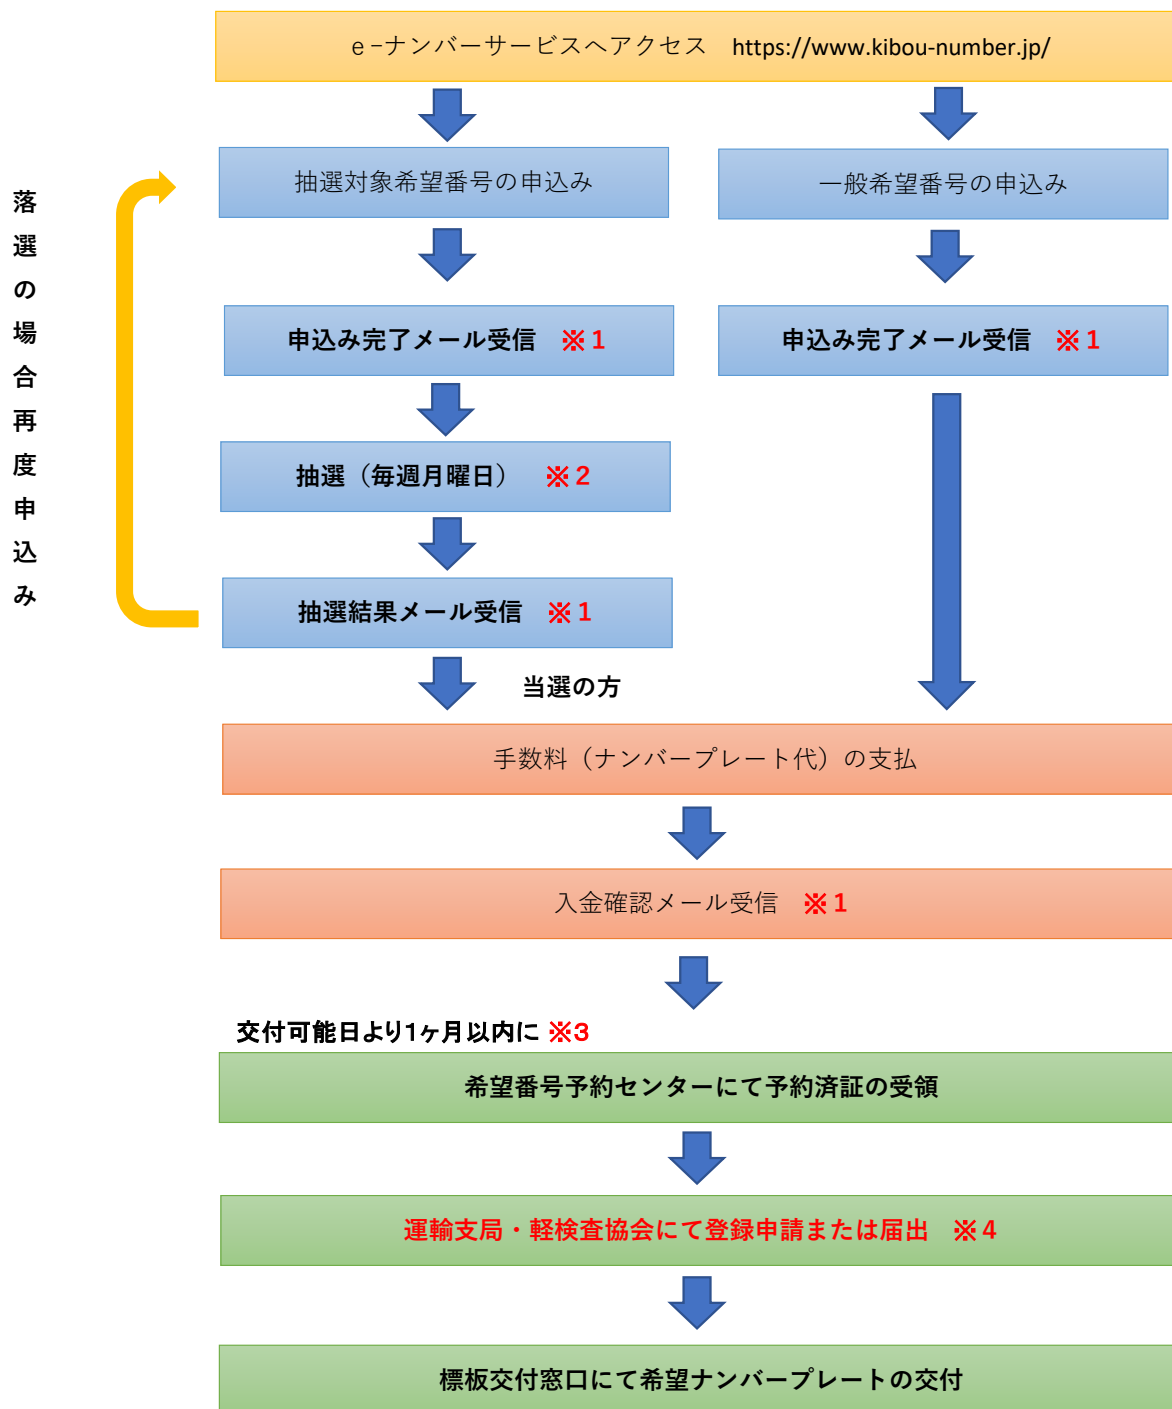 e-ナンバーサービスへアクセス　https://www.kibou-number.jp/
抽選対象希望番号の申込み
一般希望番号の申込み
落選の場合再度申込み
申込み完了メール受信　※１
申込み完了メール受信　※１
抽選（毎週月曜日）　※２
抽選結果メール受信　※１
当選の方
手数料（ナンバープレート代）の支払
入金確認メール受信　※１
交付可能日より1ヶ月以内に ※3
希望番号予約センターにて予約済証の受領
運輸支局・軽検査協会にて登録申請または届出　※４
標板交付窓口にて希望ナンバープレートの交付